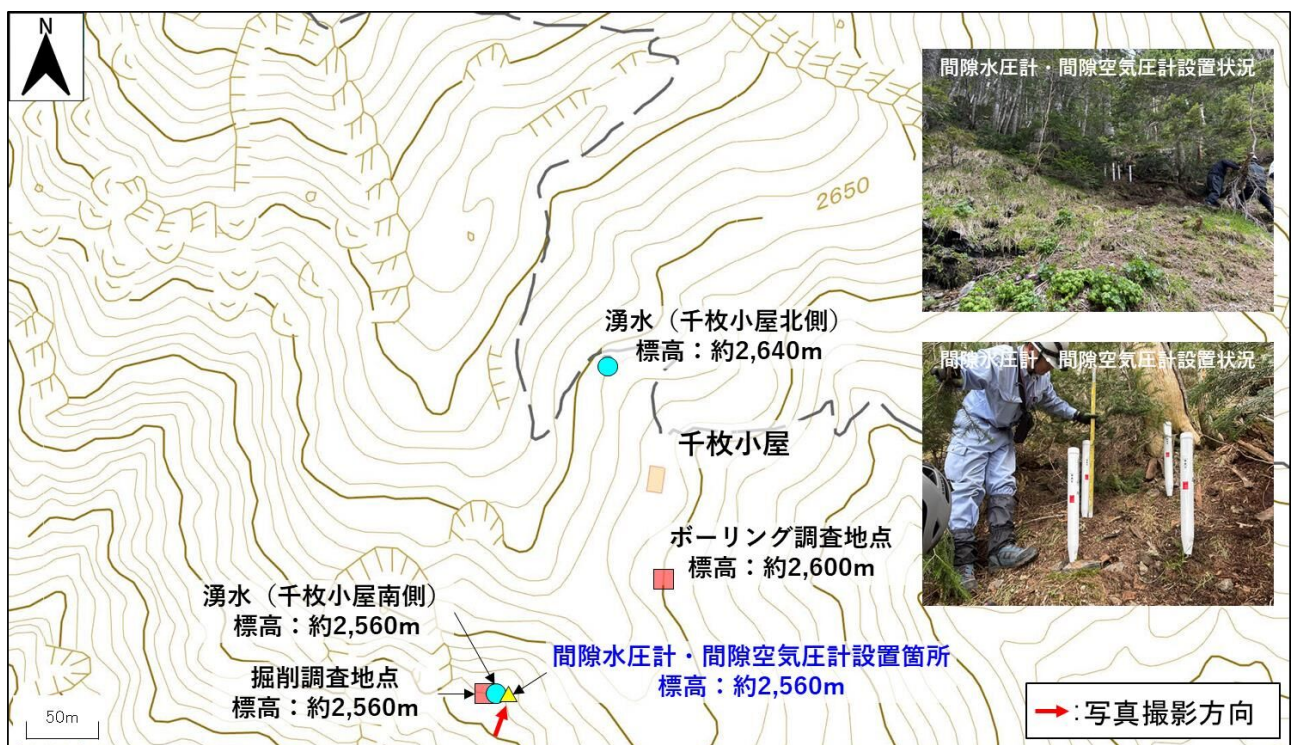 N
間隙水圧計・間隙空気圧計設置状況
2650
湧水（千枚小屋北側）
標高：約2,640m
間隙水圧計・間隙空気圧計設置状況
千枚小屋
ボーリング調査地点
標高：約2,600m
湧水（千枚小屋南側）
標高：約2,560m
間隙水圧計・間隙空気圧計設置箇所
標高：約2,560m
掘削調査地点
標高：約2,560m
50m
：写真撮影方向